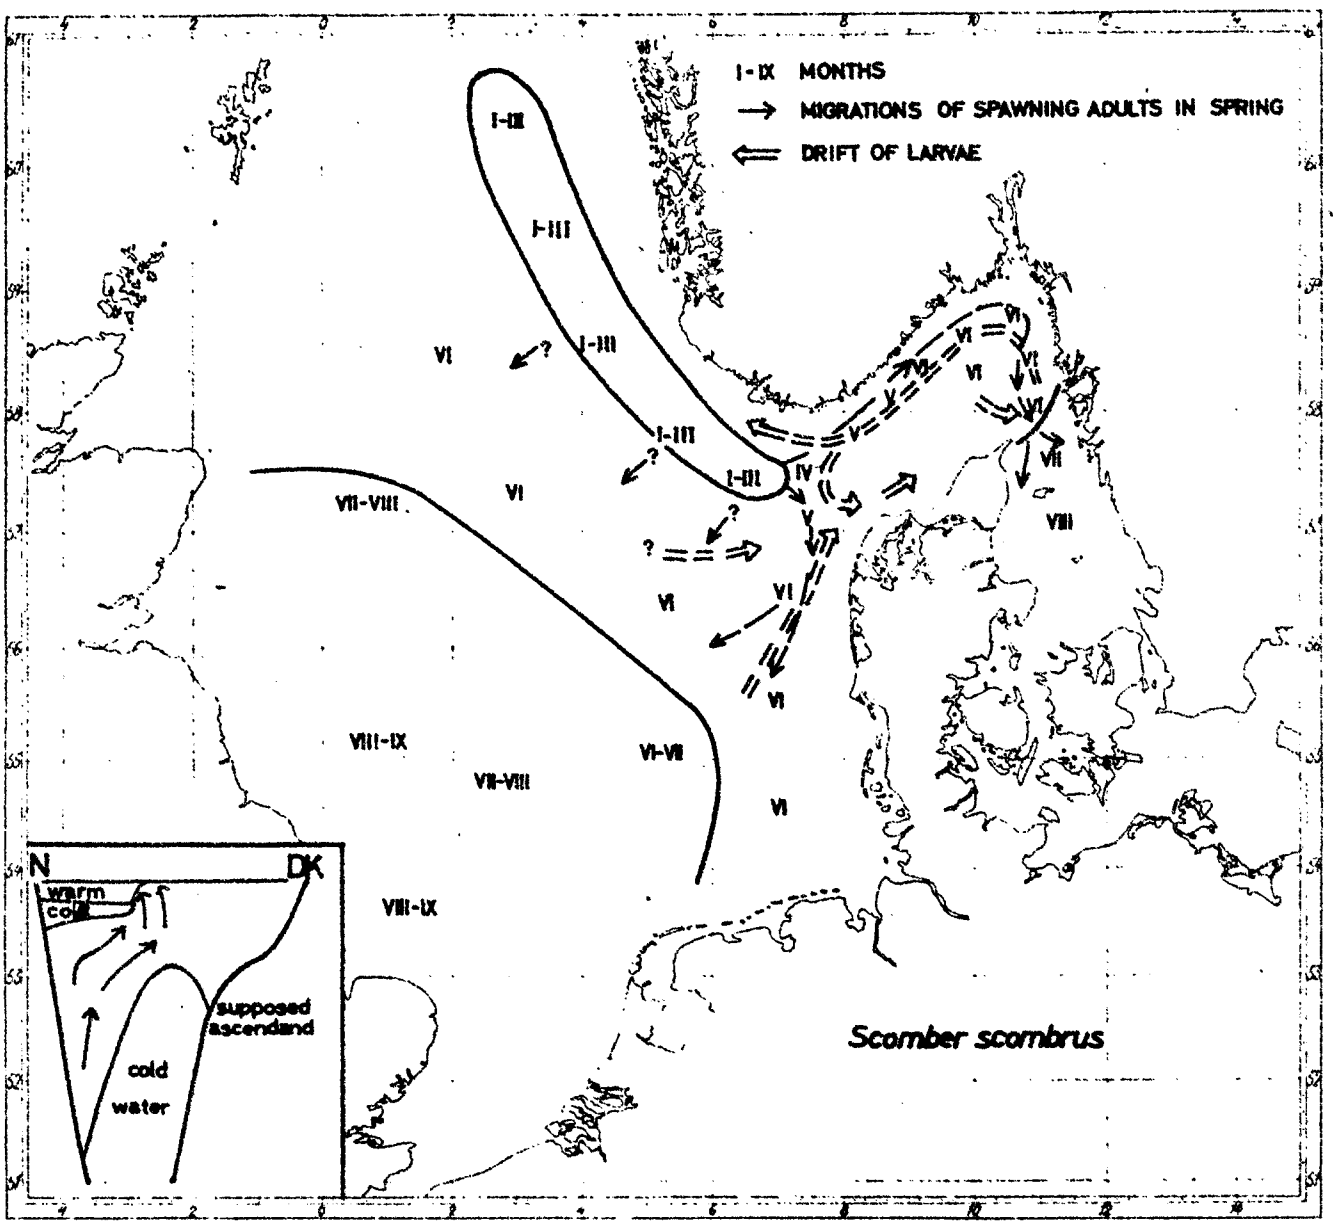 I-IX MONTHS
→ MIGRATIONS OF SPAWNING ADULTS IN SPRING
⇐ DRIFT OF LARVAE
I-III
I-III
I-III
I-III
I-III
VI
?
?
?
?
VI
VI
VII-VIII
VI
VI
VI
VI
VI
VI
V
V
IV
V
VI
VI
VII
VIII
VI
VIII-IX
VII-VIII
VI-VII
VI
VIII-IX
N
DK
warm
cold
supposed
ascendand
cold
water
Scomber scombrus